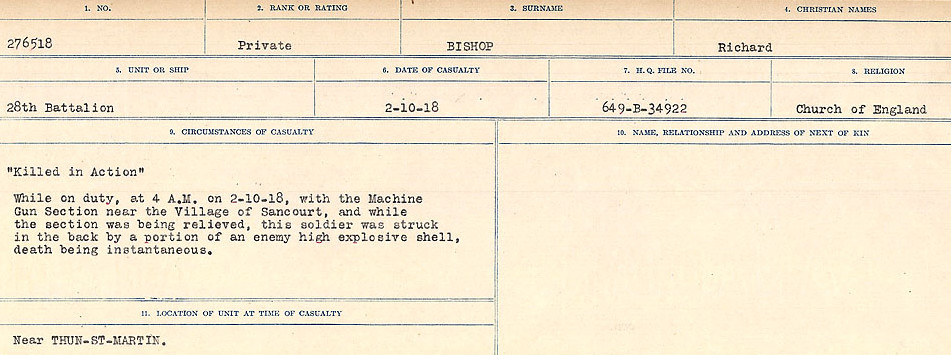 1. NO.
2. RANK OR RATING
3. SURNAME
4. CHRISTIAN NAMES
276518
Private
BISHOP
Richard
5. UNIT OR SHIP
6. DATE OF CASUALTY
7. H.Q. FILE NO.
8. RELIGION
28th Battalion
2-10-18
649-B-34922
Church of England
9. CIRCUMSTANCES OF CASUALTY
"Killed in Action"
While on duty, at 4 A.M. on 2-10-18, with the Machine
Gun Section near the Village of Sancourt, and while
the section was being relieved, this soldier was struck
in the back by a portion of an enemy high explosive shell,
death being instantaneous.
10. NAME, RELATIONSHIP AND ADDRESS OF NEXT OF KIN
11. LOCATION OF UNIT AT TIME OF CASUALTY
Near THUN-ST-MARTIN.